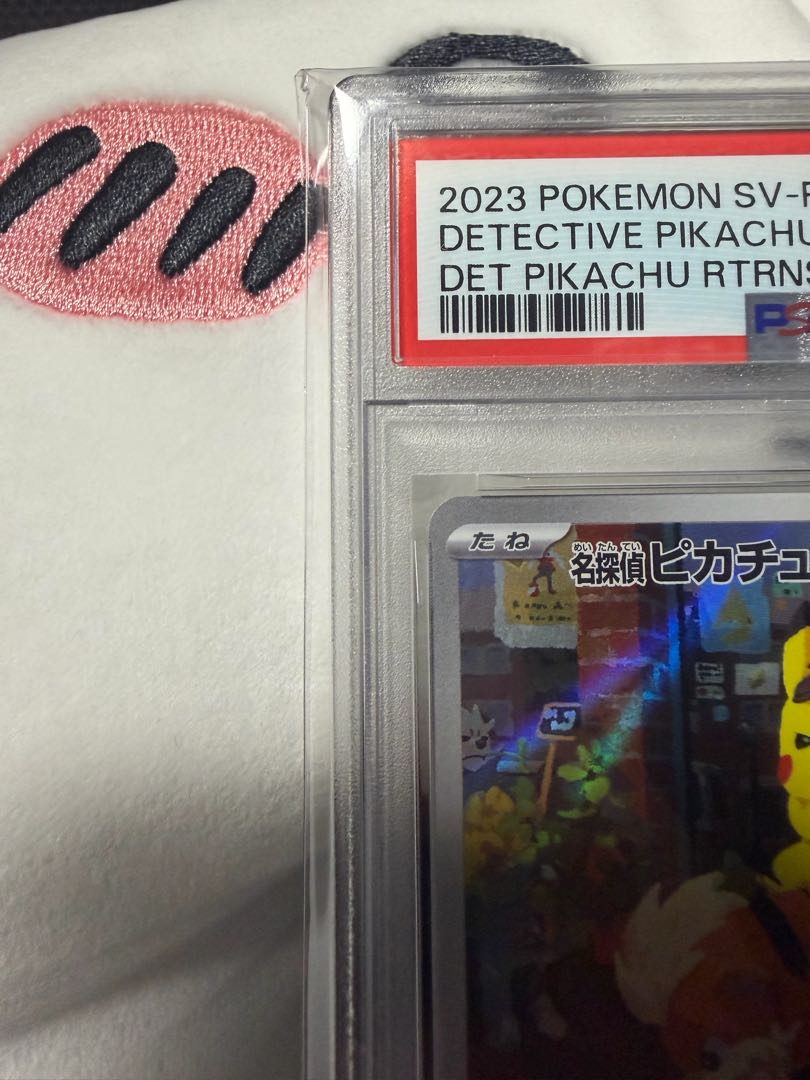 2023 POKEMON SV-P
DETECTIVE PIKACHU
DET PIKACHU RTRNS
PS
たね
めいたんてい
名探偵ピカチュ